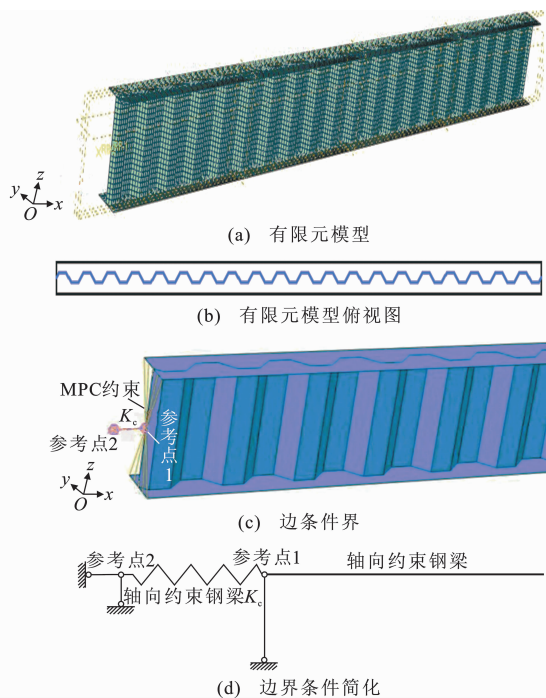 z
y
O
x
(a) 有限元模型
(b) 有限元模型俯视图
MPC约束
Kc
参考点1
参考点2
z
y
O
x
(c) 边条件界
参考点2
参考点1
轴向约束钢梁
轴向约束钢梁Kc
(d) 边界条件简化